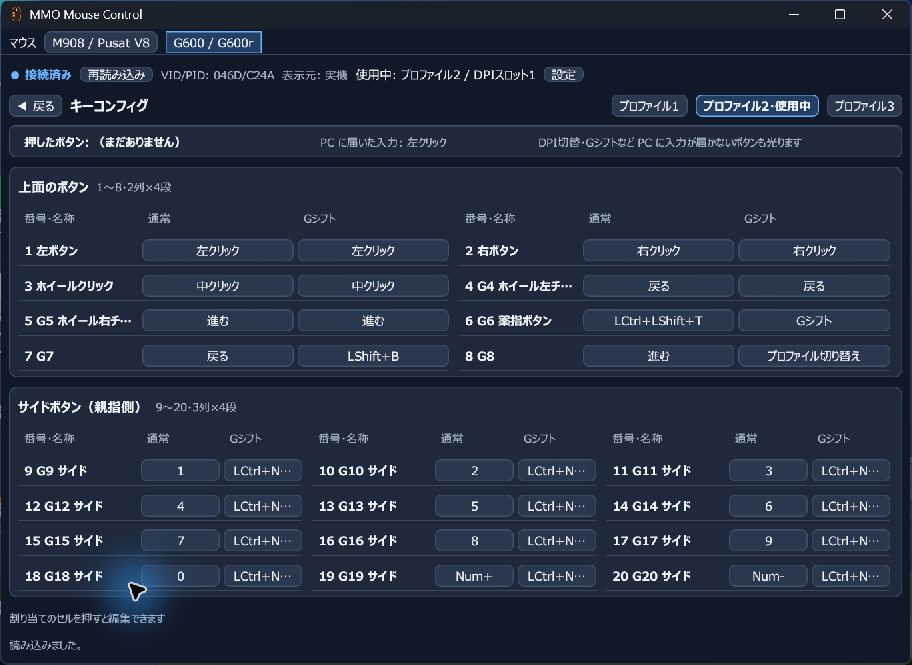 MMO Mouse Control
マウス M908 / Pusat V8 G600 / G600r
接続済み 再読み込み VID/PID: 046D/C24A 表示元: 実機 使用中: プロファイル2 / DPIスロット1 設定
◀ 戻る キーコンフィグ プロファイル1 プロファイル2・使用中 プロファイル3
押したボタン: （まだありません） PC に届いた入力: 左クリック DPI切替・Gシフトなど PC に入力が届かないボタンも光ります
上面のボタン 1～8・2列×4段
番号・名称 通常 Gシフト 番号・名称 通常 Gシフト
1 左ボタン 左クリック 左クリック 2 右ボタン 右クリック 右クリック
3 ホイールクリック 中クリック 中クリック 4 G4 ホイール左チ… 戻る 戻る
5 G5 ホイール右チ… 進む 進む 6 G6 薬指ボタン LCtrl+LShift+T Gシフト
7 G7 戻る LShift+B 8 G8 進む プロファイル切り替え
サイドボタン（親指側） 9～20・3列×4段
番号・名称 通常 Gシフト 番号・名称 通常 Gシフト 番号・名称 通常 Gシフト
9 G9 サイド 1 LCtrl+N… 10 G10 サイド 2 LCtrl+N… 11 G11 サイド 3 LCtrl+N…
12 G12 サイド 4 LCtrl+N… 13 G13 サイド 5 LCtrl+N… 14 G14 サイド 6 LCtrl+N…
15 G15 サイド 7 LCtrl+N… 16 G16 サイド 8 LCtrl+N… 17 G17 サイド 9 LCtrl+N…
18 G18 サイド 0 LCtrl+N… 19 G19 サイド Num+ LCtrl+N… 20 G20 サイド Num- LCtrl+N…
割り当てのセルを押すと編集できます
読み込みました。